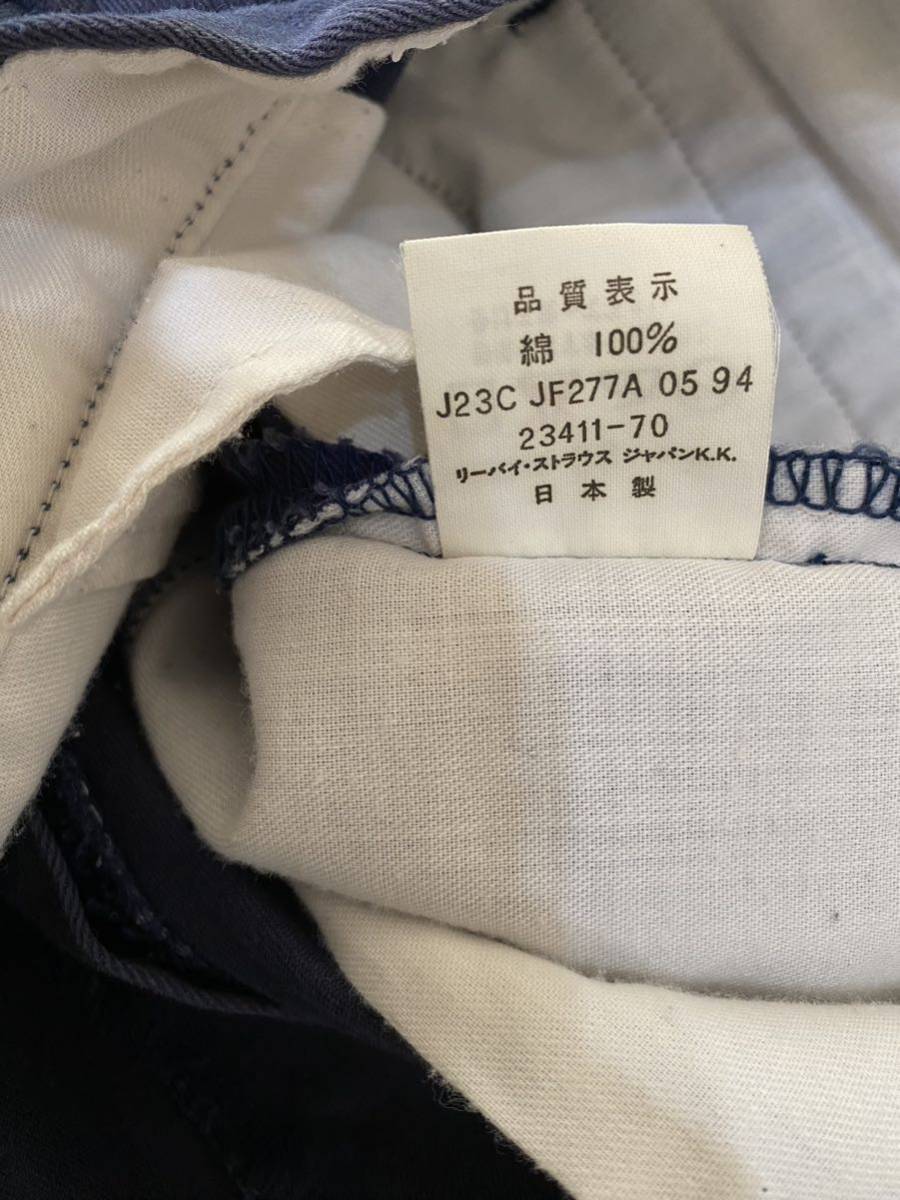 品質表示
綿 100%
J23C JF277A 05 94
23411-70
リーバイ・ストラウス ジャパンK.K.
日本製